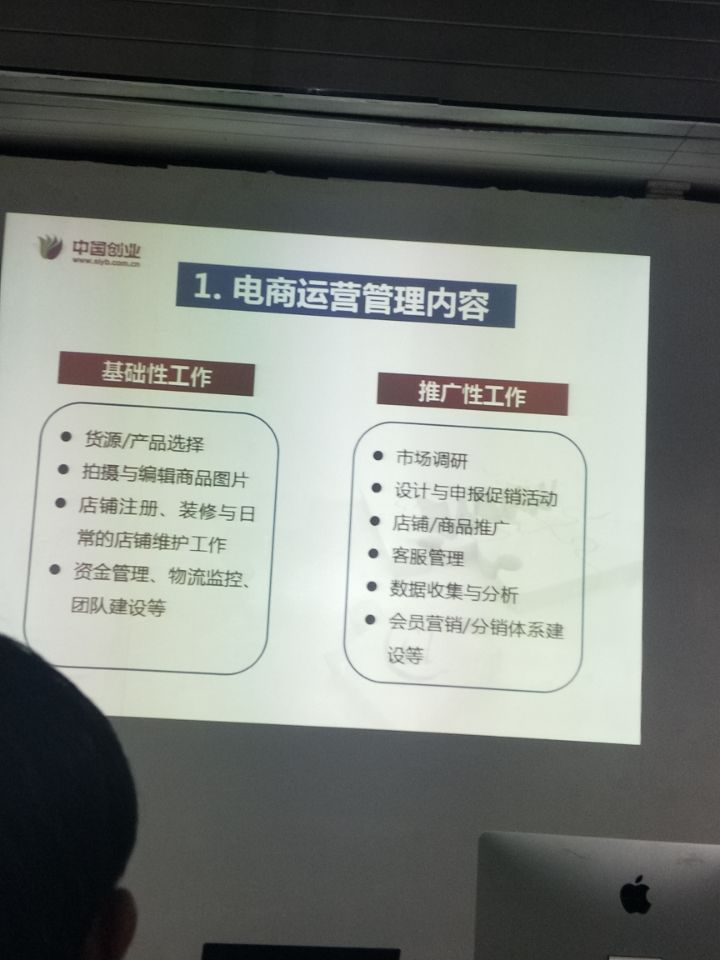 中国创业
www.siyb.com.cn
1. 电商运营管理内容
基础性工作
● 货源/产品选择
● 拍摄与编辑商品图片
● 店铺注册、装修与日
常的店铺维护工作
● 资金管理、物流监控、
团队建设等
推广性工作
● 市场调研
● 设计与申报促销活动
● 店铺/商品推广
● 客服管理
● 数据收集与分析
● 会员营销/分销体系建
设等